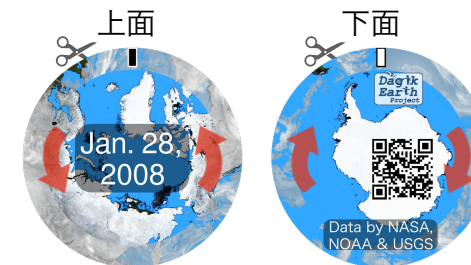 上面
下面
Jan. 28,
2008
Dagik
Earth
Project
Data by NASA,
NOAA & USGS